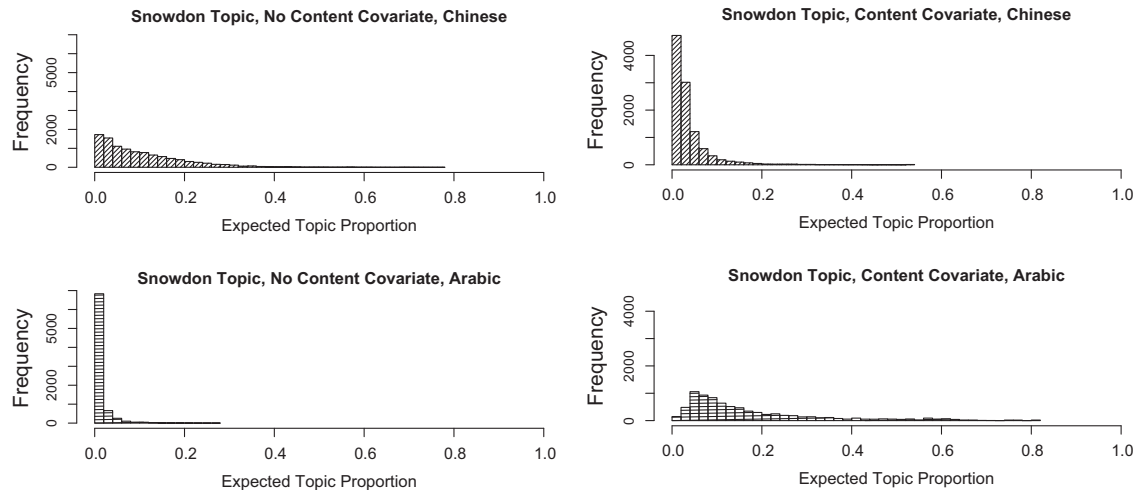 Snowdon Topic, No Content Covariate, Chinese
Frequency
0 2000 5000
0.0 0.2 0.4 0.6 0.8 1.0
Expected Topic Proportion
Snowdon Topic, Content Covariate, Chinese
Frequency
0 2000 4000
0.0 0.2 0.4 0.6 0.8 1.0
Expected Topic Proportion
Snowdon Topic, No Content Covariate, Arabic
Frequency
0 2000 5000
0.0 0.2 0.4 0.6 0.8 1.0
Expected Topic Proportion
Snowdon Topic, Content Covariate, Arabic
Frequency
0 2000 4000
0.0 0.2 0.4 0.6 0.8 1.0
Expected Topic Proportion